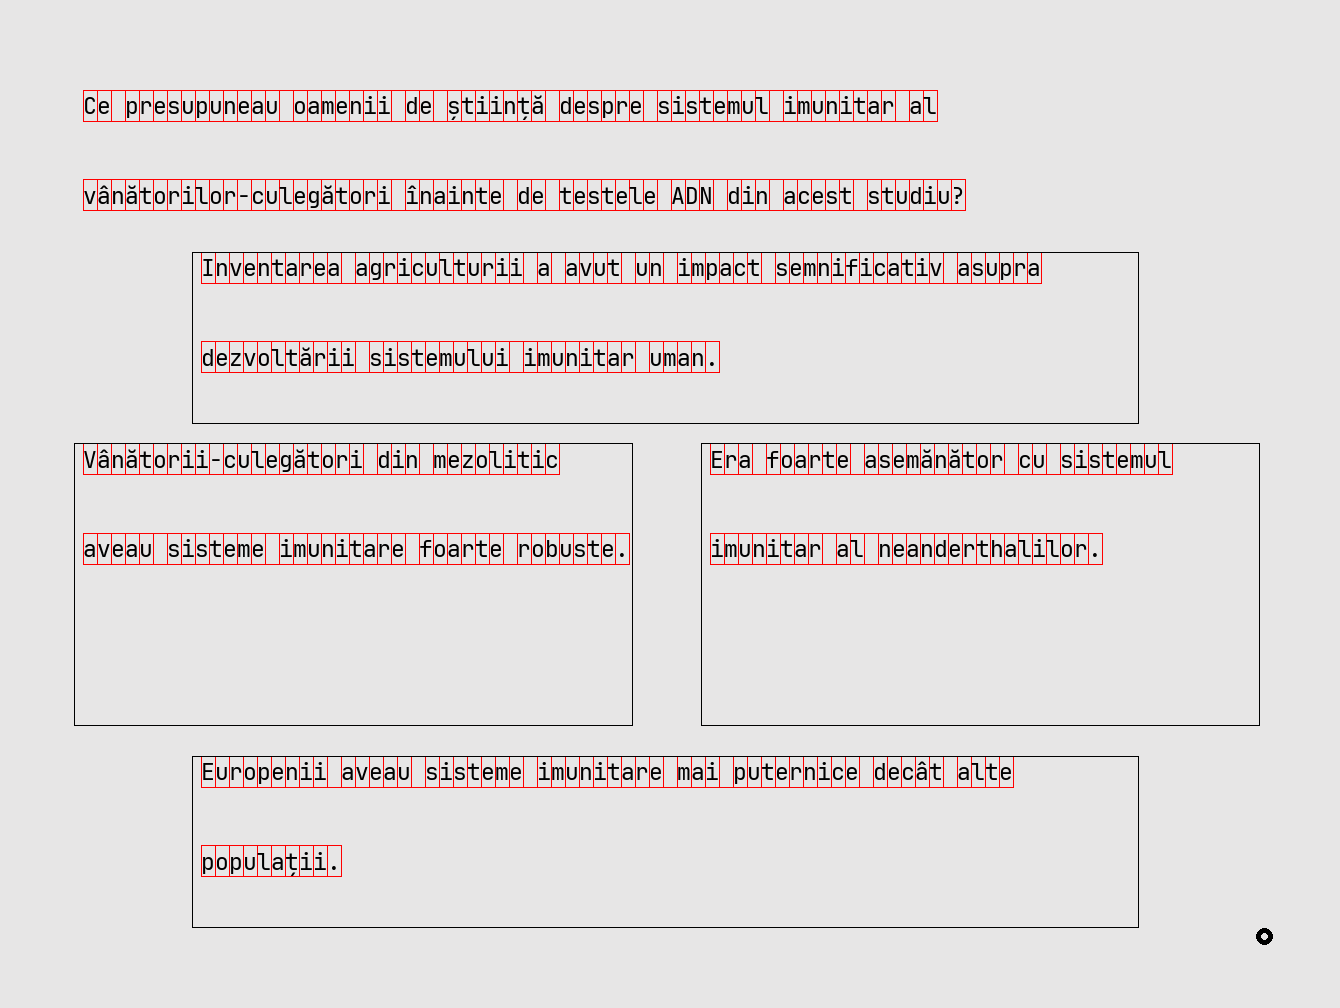 Ce presupuneau oamenii de știință despre sistemul imunitar al
vânătorilor-culegători înainte de testele ADN din acest studiu?
Inventarea agriculturii a avut un impact semnificativ asupra
dezvoltării sistemului imunitar uman.
Vânătorii-culegători din mezolitic
aveau sisteme imunitare foarte robuste.
Era foarte asemănător cu sistemul
imunitar al neanderthalilor.
Europenii aveau sisteme imunitare mai puternice decât alte
populații.